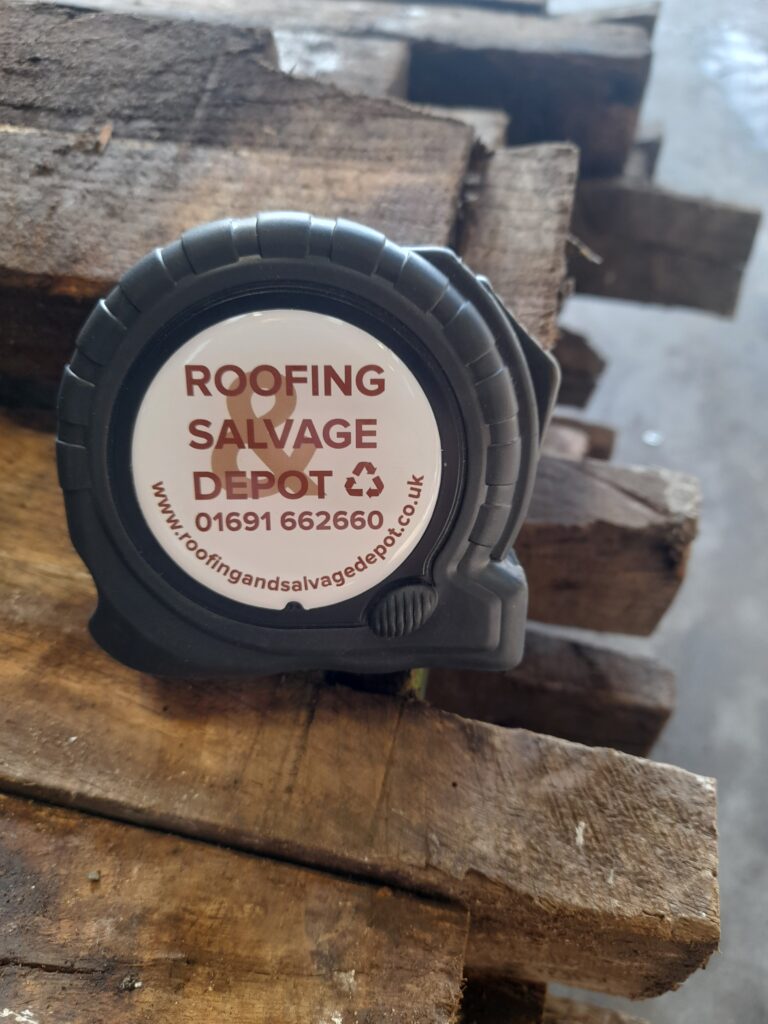 ROOFING
&
SALVAGE
DEPOT
01691 662660
www.roofingandsalvagedepot.co.uk